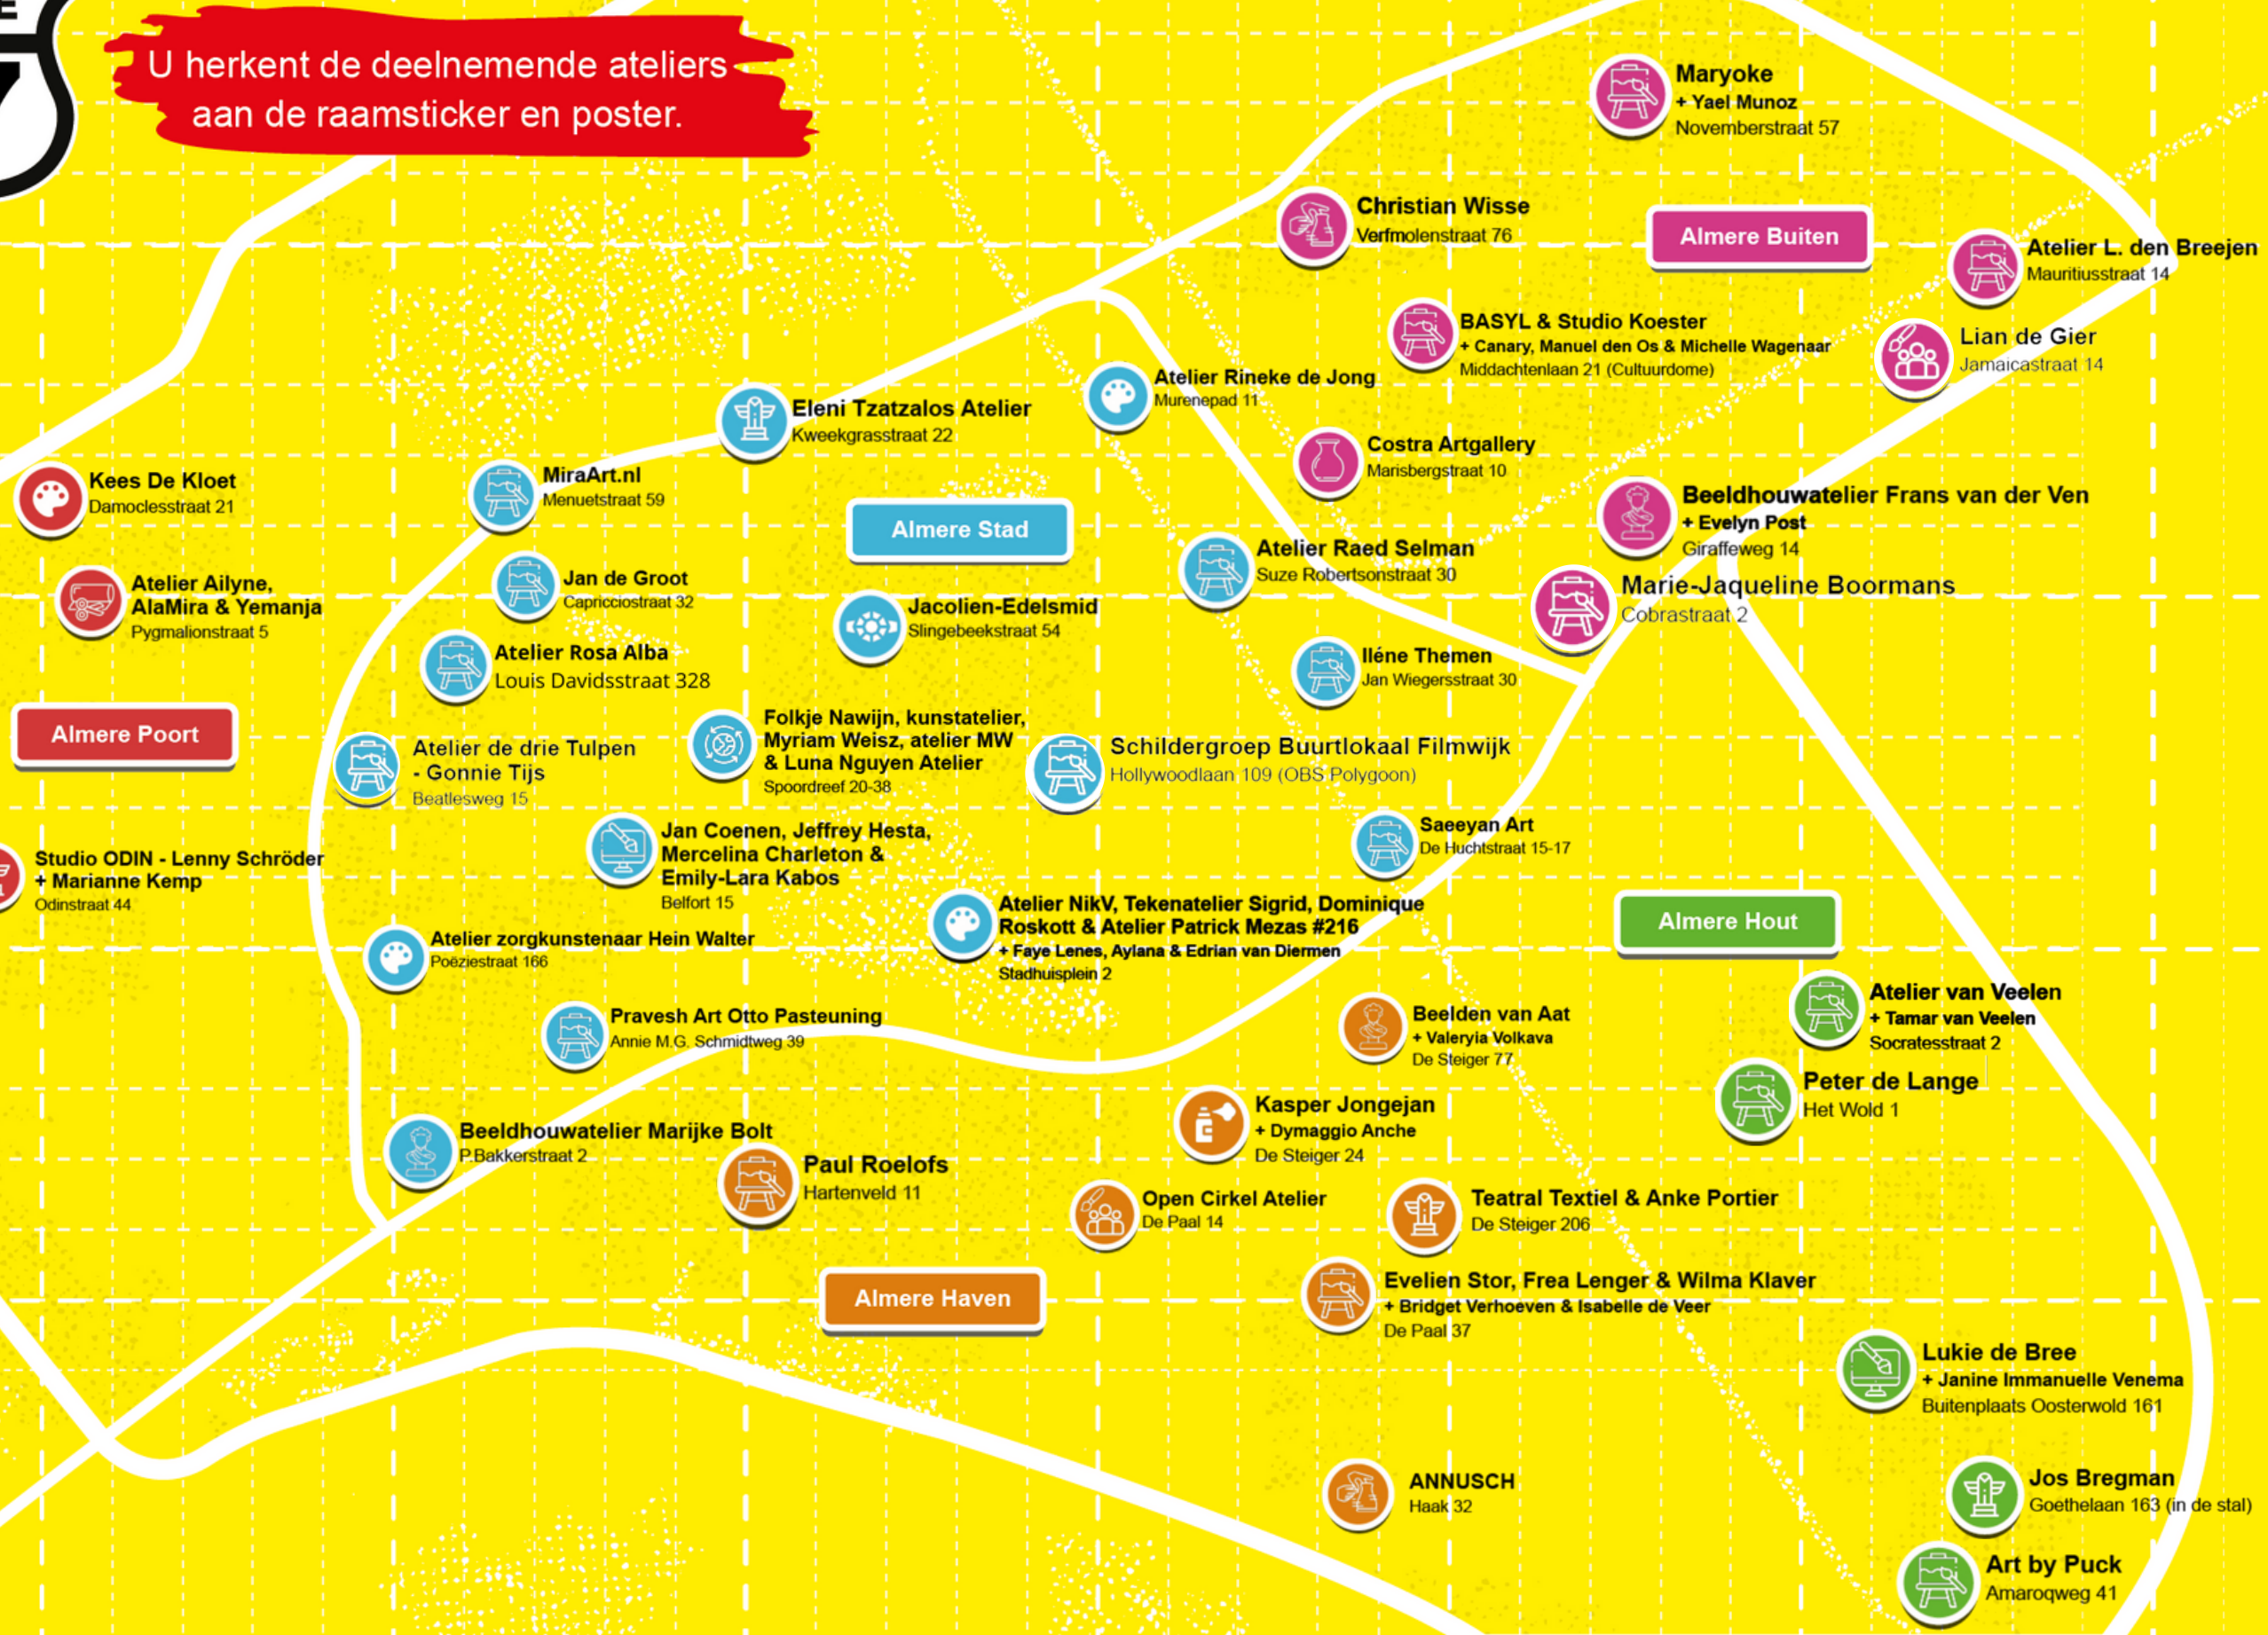 E
7
U herkent de deelnemende ateliers
aan de raamsticker en poster.
Maryoke
+ Yael Munoz
Novemberstraat 57
Christian Wisse
Verfmolenstraat 76
Almere Buiten
Atelier L. den Breejen
Mauritiusstraat 14
BASYL & Studio Koester
+ Canary, Manuel den Os & Michelle Wagenaar
Middachtenlaan 21 (Cultuurdome)
Lian de Gier
Jamaicastraat 14
Atelier Rineke de Jong
Murenepad 11
Eleni Tzatzalos Atelier
Kweekgrasstraat 22
Costra Artgallery
Marisbergstraat 10
Kees De Kloet
Damoclesstraat 21
MiraArt.nl
Menuetstraat 59
Almere Stad
Beeldhouwatelier Frans van der Ven
+ Evelyn Post
Giraffeweg 14
Atelier Raed Selman
Suze Robertsonstraat 30
Atelier Ailyne,
AlaMira & Yemanja
Pygmalionstraat 5
Jan de Groot
Capricciostraat 32
Jacolien-Edelsmid
Slingebeekstraat 54
Marie-Jaqueline Boormans
Cobrastraat 2
Atelier Rosa Alba
Louis Davidsstraat 328
Iléne Themen
Jan Wiegersstraat 30
Almere Poort
Atelier de drie Tulpen
- Gonnie Tijs
Beatlesweg 15
Folkje Nawijn, kunstatelier,
Myriam Weisz, atelier MW
& Luna Nguyen Atelier
Spoordreef 20-38
Schildergroep Buurtlokaal Filmwijk
Hollywoodlaan 109 (OBS Polygoon)
Jan Coenen, Jeffrey Hesta,
Mercelina Charleton &
Emily-Lara Kabos
Belfort 15
Saeeyan Art
De Huchtstraat 15-17
Studio ODIN - Lenny Schröder
+ Marianne Kemp
Odinstraat 44
Atelier NikV, Tekenatelier Sigrid, Dominique
Roskott & Atelier Patrick Mezas #216
+ Faye Lenes, Aylana & Edrian van Diermen
Stadhuisplein 2
Almere Hout
Atelier zorgkunstenaar Hein Walter
Poëziestraat 166
Atelier van Veelen
+ Tamar van Veelen
Socratesstraat 2
Pravesh Art Otto Pasteuning
Annie M.G. Schmidtweg 39
Beelden van Aat
+ Valeryia Volkava
De Steiger 77
Peter de Lange
Het Wold 1
Kasper Jongejan
+ Dymaggio Anche
De Steiger 24
Beeldhouwatelier Marijke Bolt
P.Bakkerstraat 2
Paul Roelofs
Hartenveld 11
Open Cirkel Atelier
De Paal 14
Teatral Textiel & Anke Portier
De Steiger 206
Almere Haven
Evelien Stor, Frea Lenger & Wilma Klaver
+ Bridget Verhoeven & Isabelle de Veer
De Paal 37
Lukie de Bree
+ Janine Immanuelle Venema
Buitenplaats Oosterwold 161
ANNUSCH
Haak 32
Jos Bregman
Goethelaan 163 (in de stal)
Art by Puck
Amaroqweg 41